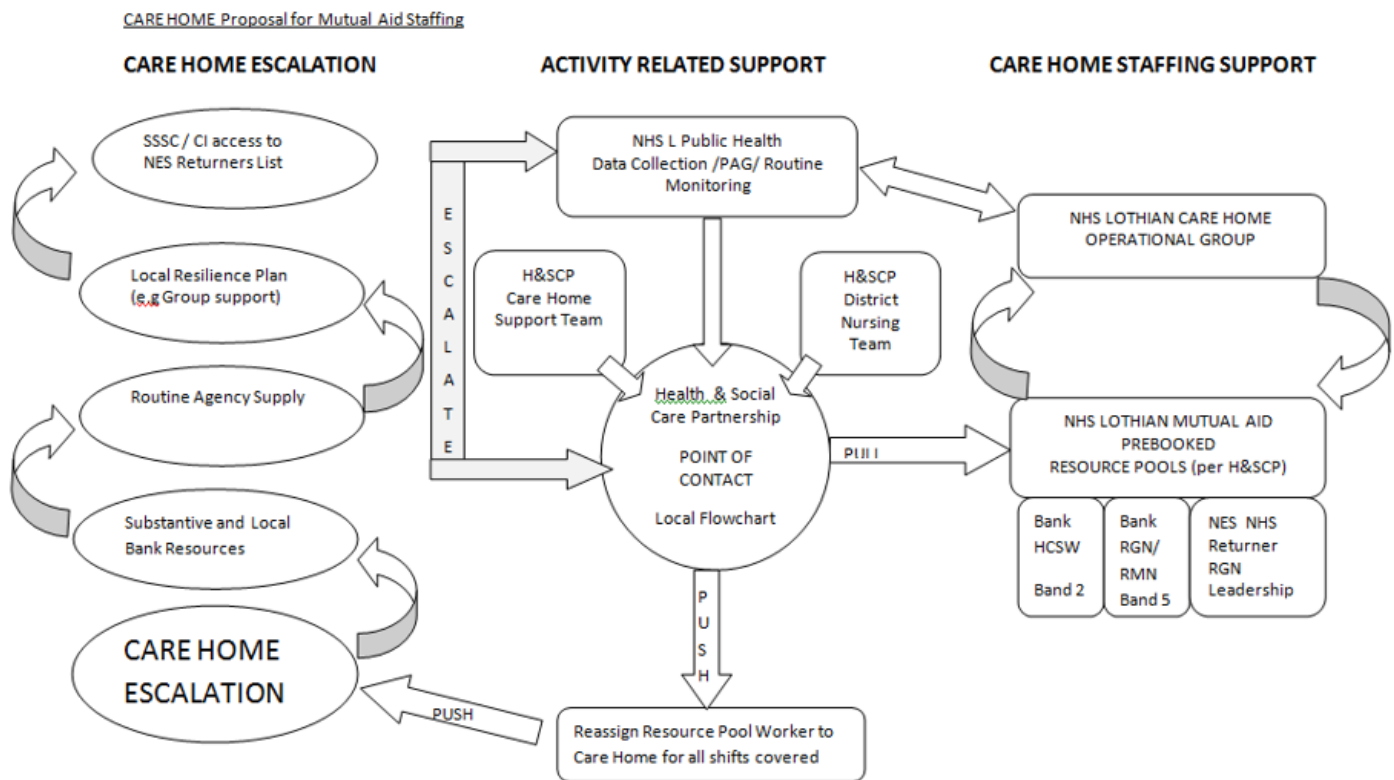 CARE HOME Proposal for Mutual Aid Staffing
CARE HOME ESCALATION
SSSC / CI access to
NES Returners List
Local Resilience Plan
(e.g Group support)
Routine Agency Supply
Substantive and Local
Bank Resources
CARE HOME
ESCALATION
ACTIVITY RELATED SUPPORT
NHS L Public Health
Data Collection /PAG/ Routine
Monitoring
ESCALATE
H&SCP
Care Home
Support Team
H&SCP
District
Nursing
Team
Health & Social
Care Partnership
POINT OF
CONTACT
Local Flowchart
PULL
PUSH
PUSH
Reassign Resource Pool Worker to
Care Home for all shifts covered
CARE HOME STAFFING SUPPORT
NHS LOTHIAN CARE HOME
OPERATIONAL GROUP
NHS LOTHIAN MUTUAL AID
PREBOOKED
RESOURCE POOLS (per H&SCP)
Bank
HCSW
Band 2
Bank
RGN/
RMN
Band 5
NES NHS
Returner
RGN
Leadership